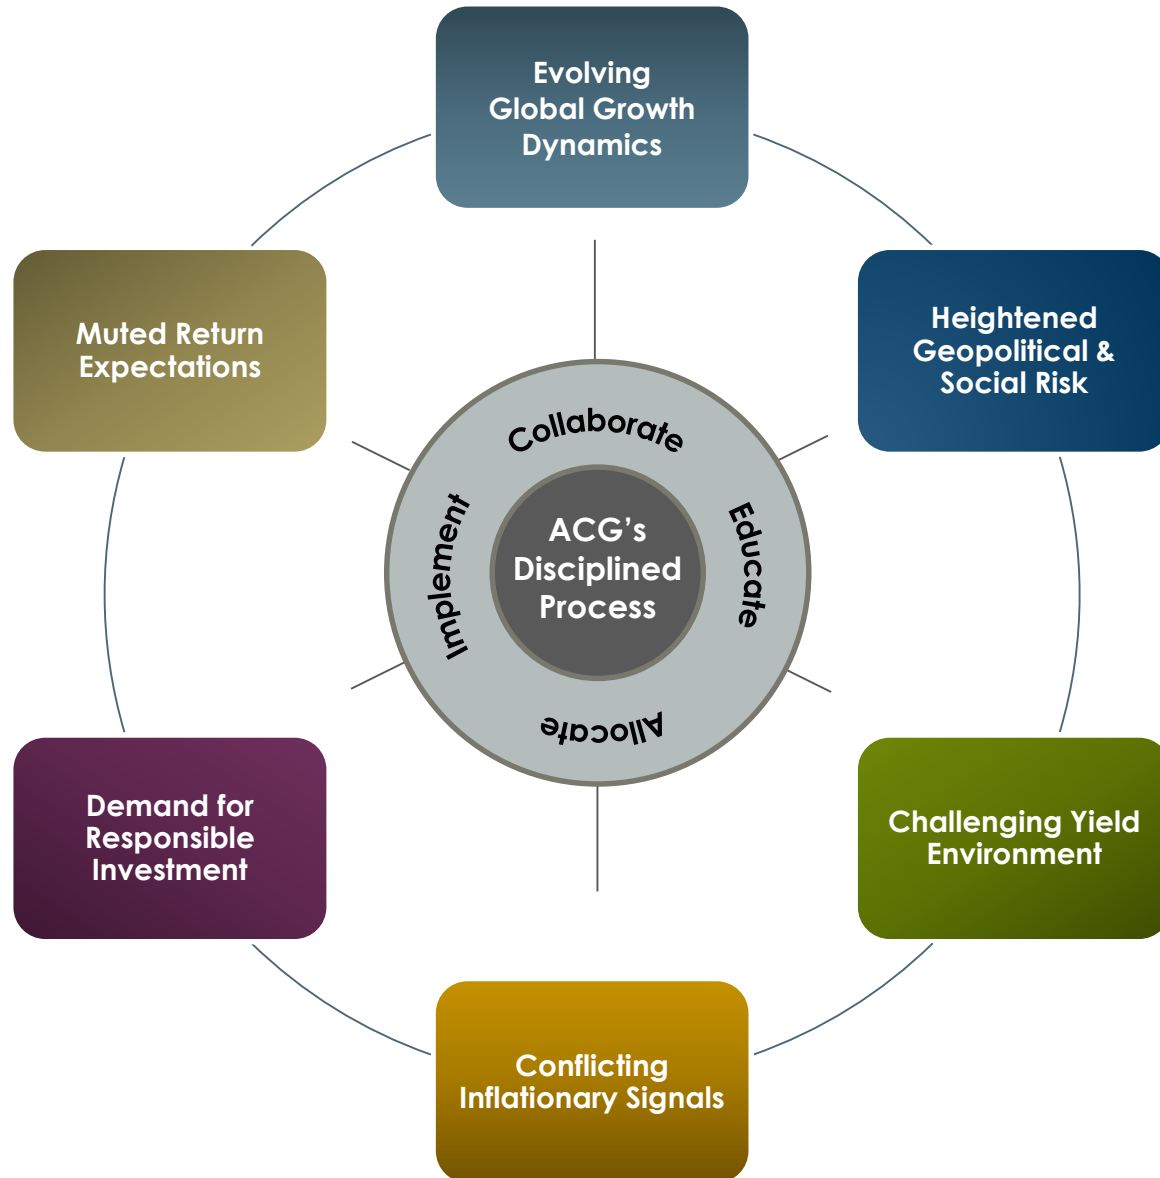 Evolving
Global Growth
Dynamics
Heightened
Geopolitical &
Social Risk
Challenging Yield
Environment
Conflicting
Inflationary Signals
Demand for
Responsible
Investment
Muted Return
Expectations
Collaborate
Educate
Allocate
Implement
ACG’s
Disciplined
Process